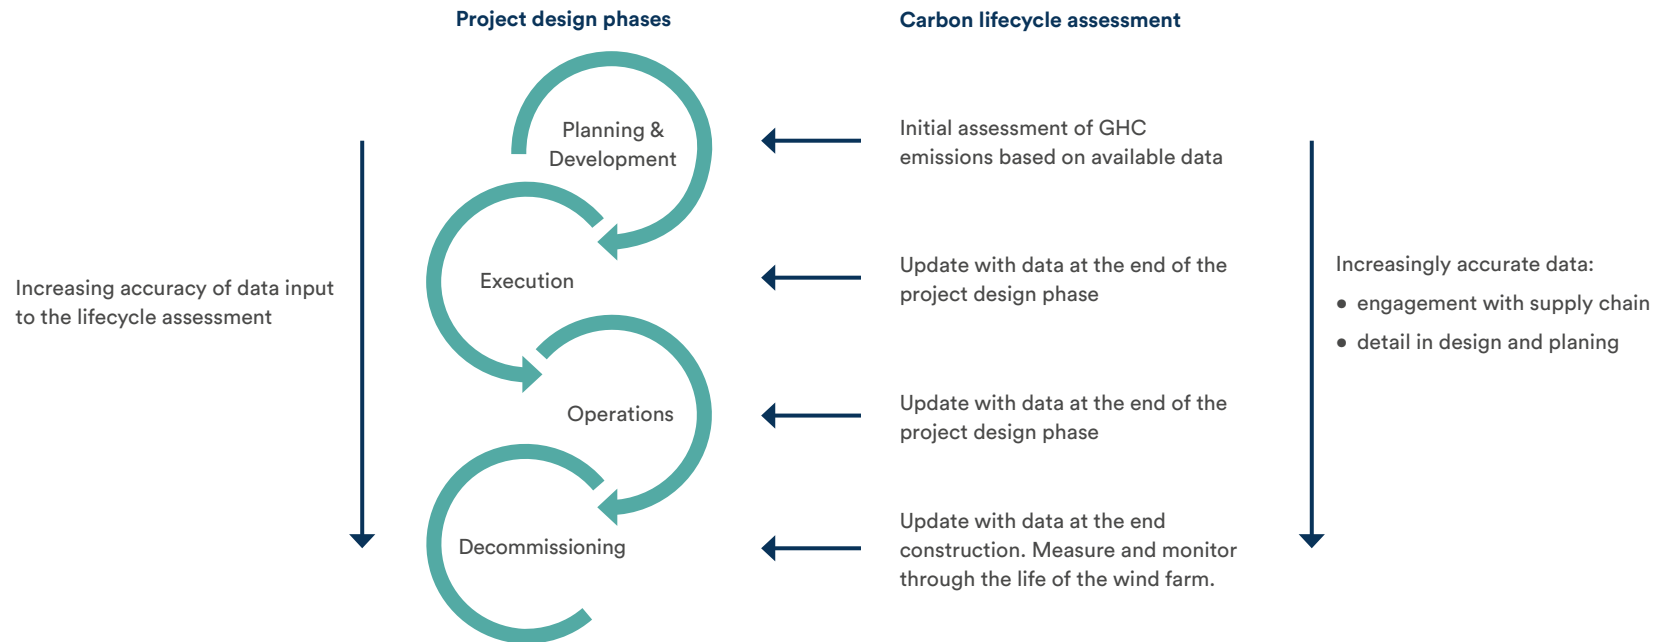 Project design phases
Carbon lifecycle assessment
Planning &
Development
Initial assessment of GHC
emissions based on available data
Execution
Update with data at the end of the
project design phase
Increasing accuracy of data input
to the lifecycle assessment
Increasingly accurate data:
• engagement with supply chain
• detail in design and planing
Operations
Update with data at the end of the
project design phase
Decommissioning
Update with data at the end
construction. Measure and monitor
through the life of the wind farm.